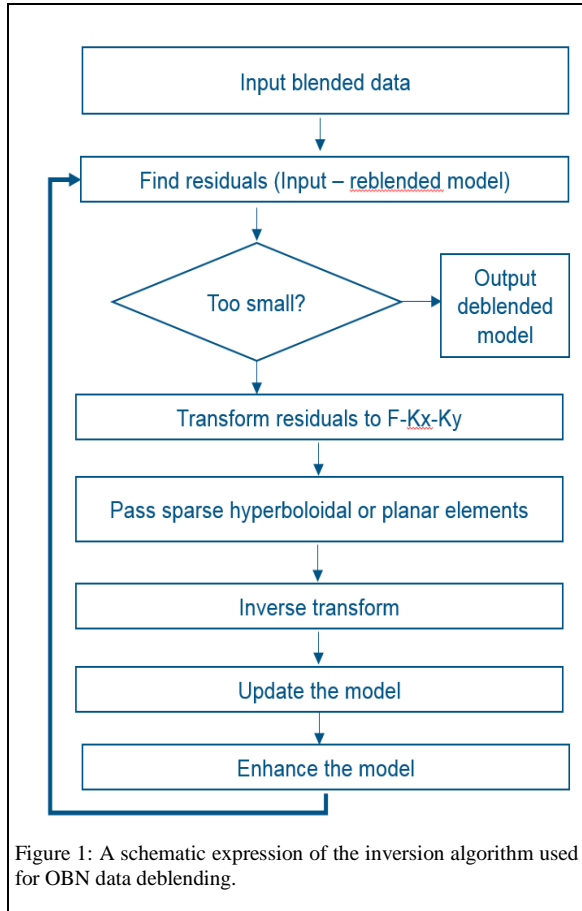 Input blended data
Find residuals (Input – reblended model)
Too small?
Output
deblended
model
Transform residuals to F-Kx-Ky
Pass sparse hyperboloidal or planar elements
Inverse transform
Update the model
Enhance the model
Figure 1: A schematic expression of the inversion algorithm used
for OBN data deblending.